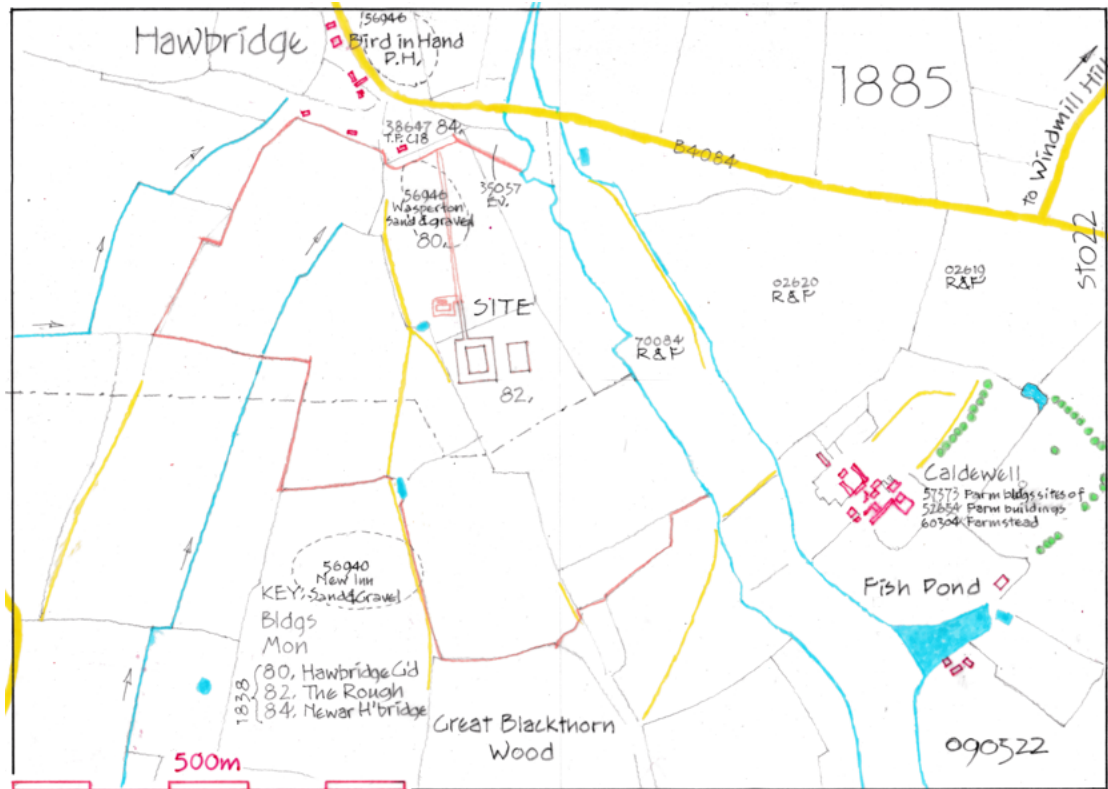 Hawbridge
56946
Bird in Hand
P.H.
1885
to Windmill Hill
38647 84.
T.P. C18
B4084
35057
Ev.
56946
Wasperton
Sand & gravel
80.
STO22
02620
R&F
02619
R&F
SITE
70084
R&F
82.
Caldewell
57373 Farm bldgs sites of
52654 Farm buildings
60304 Farmstead
56940
New Inn
Sand & Gravel
KEY:
Bldgs
Mon
1838
80. Hawbridge G'd
82. The Rough
84. Newar H'bridge
Fish Pond
Great Blackthorn
Wood
090522
500m